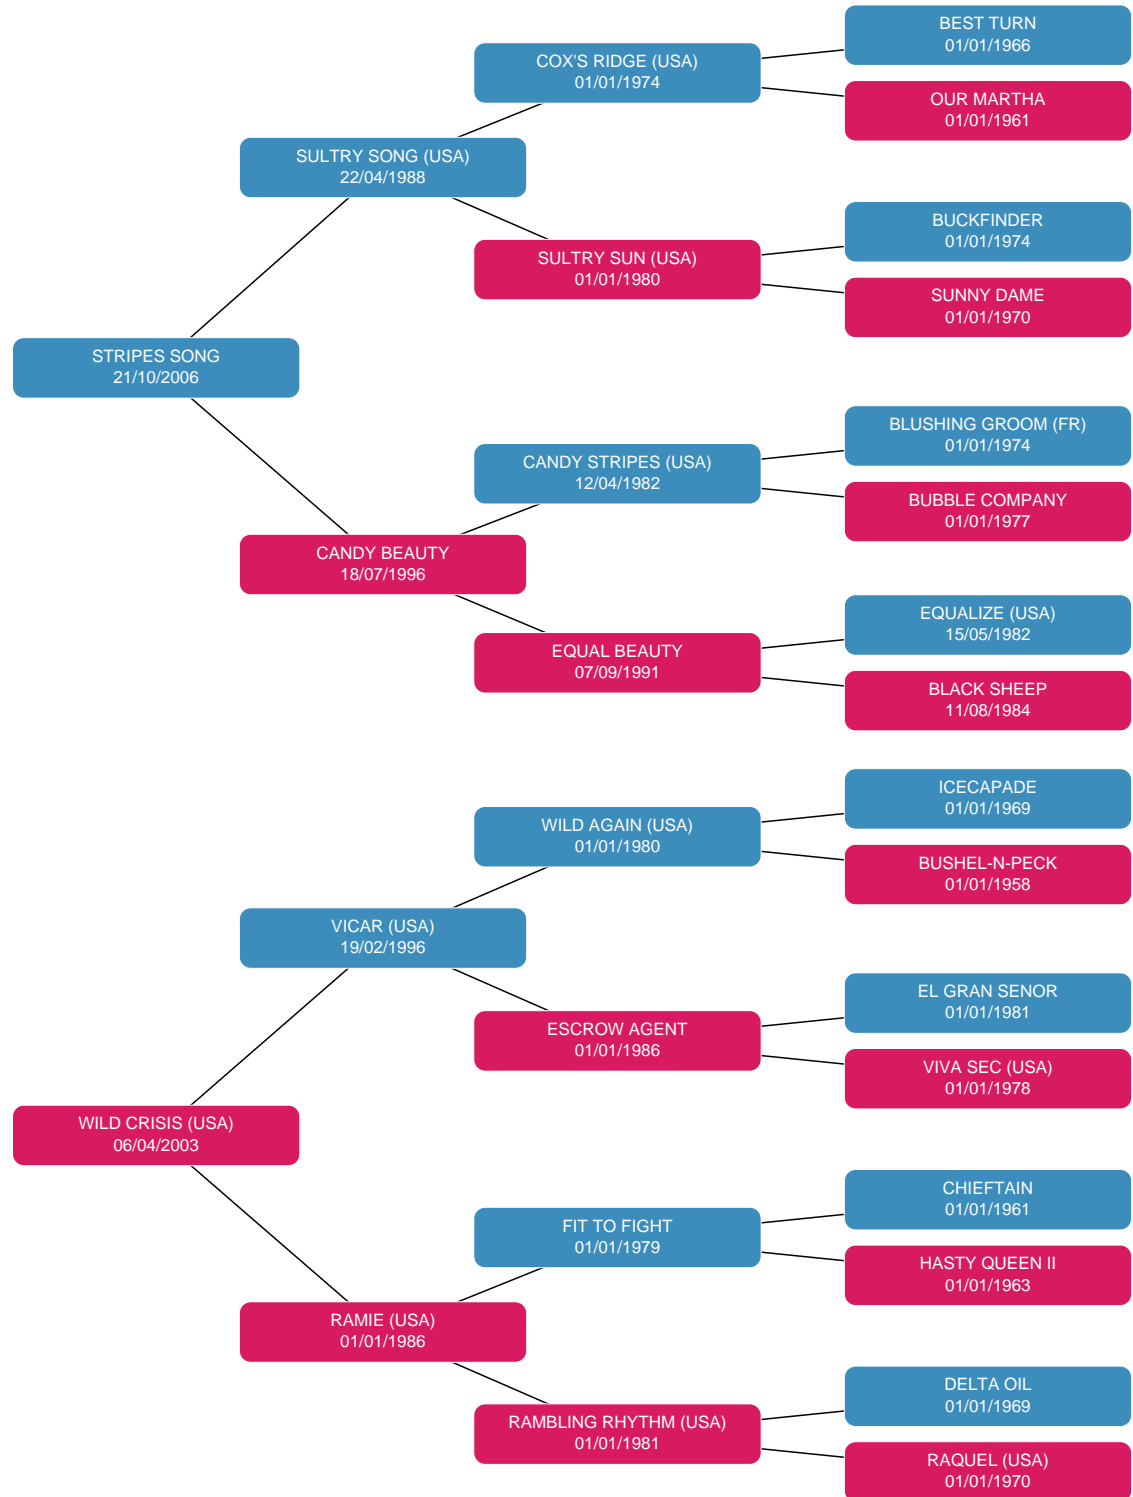 BEST TURN
01/01/1966
COX'S RIDGE (USA)
01/01/1974
OUR MARTHA
01/01/1961
SULTRY SONG (USA)
22/04/1988
BUCKFINDER
01/01/1974
SULTRY SUN (USA)
01/01/1980
SUNNY DAME
01/01/1970
STRIPES SONG
21/10/2006
BLUSHING GROOM (FR)
01/01/1974
CANDY STRIPES (USA)
12/04/1982
BUBBLE COMPANY
01/01/1977
CANDY BEAUTY
18/07/1996
EQUALIZE (USA)
15/05/1982
EQUAL BEAUTY
07/09/1991
BLACK SHEEP
11/08/1984
ICECAPADE
01/01/1969
WILD AGAIN (USA)
01/01/1980
BUSHEL-N-PECK
01/01/1958
VICAR (USA)
19/02/1996
EL GRAN SENOR
01/01/1981
ESCROW AGENT
01/01/1986
VIVA SEC (USA)
01/01/1978
WILD CRISIS (USA)
06/04/2003
CHIEFTAIN
01/01/1961
FIT TO FIGHT
01/01/1979
HASTY QUEEN II
01/01/1963
RAMIE (USA)
01/01/1986
DELTA OIL
01/01/1969
RAMBLING RHYTHM (USA)
01/01/1981
RAQUEL (USA)
01/01/1970